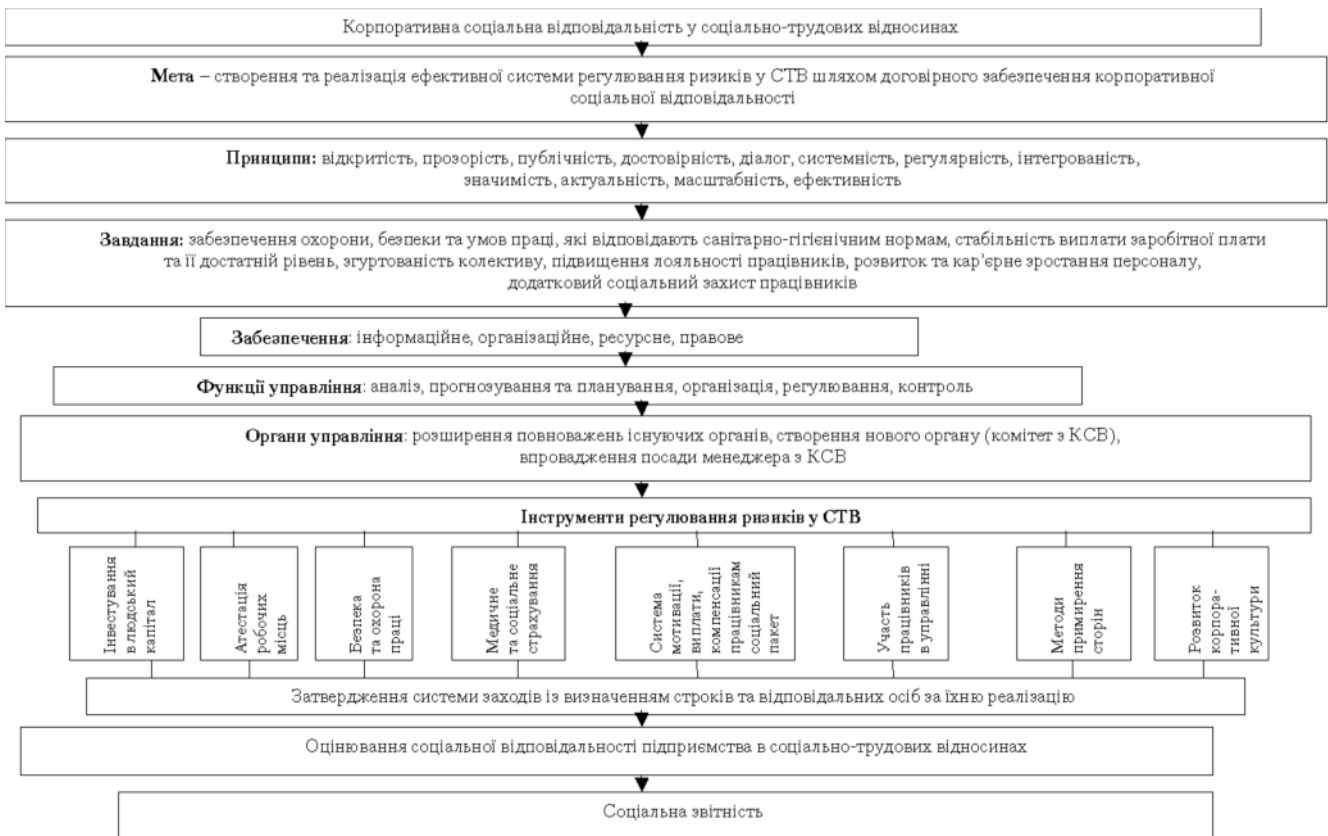 Корпоративна соціальна відповідальність у соціально-трудових відносинах
Мета – створення та реалізація ефективної системи регулювання ризиків у СТВ шляхом договірного забезпечення корпоративної
соціальної відповідальності
Принципи: відкритість, прозорість, публічність, достовірність, діалог, системність, регулярність, інтегрованість,
значимість, актуальність, масштабність, ефективність
Завдання: забезпечення охорони, безпеки та умов праці, які відповідають санітарно-гігієнічним нормам, стабільність виплати заробітної плати
та її достатній рівень, згуртованість колективу, підвищення лояльності працівників, розвиток та кар’єрне зростання персоналу,
додатковий соціальний захист працівників
Забезпечення: інформаційне, організаційне, ресурсне, правове
Функції управління: аналіз, прогнозування та планування, організація, регулювання, контроль
Органи управління: розширення повноважень існуючих органів, створення нового органу (комітет з КСВ),
впровадження посади менеджера з КСВ
Інструменти регулювання ризиків у СТВ
Інвестування
в людський
капітал
Атестація
робочих
місць
Безпека
та охорона
праці
Медичне
та соціальне
страхування
Система
мотивації,
виплати,
компенсації
працівникам
соціальний
пакет
Участь
працівників
в управлінні
Методи
примирення
сторін
Розвиток
корпора-
тивної
культури
Затвердження системи заходів із визначенням строків та відповідальних осіб за їхню реалізацію
Оцінювання соціальної відповідальності підприємства в соціально-трудових відносинах
Соціальна звітність